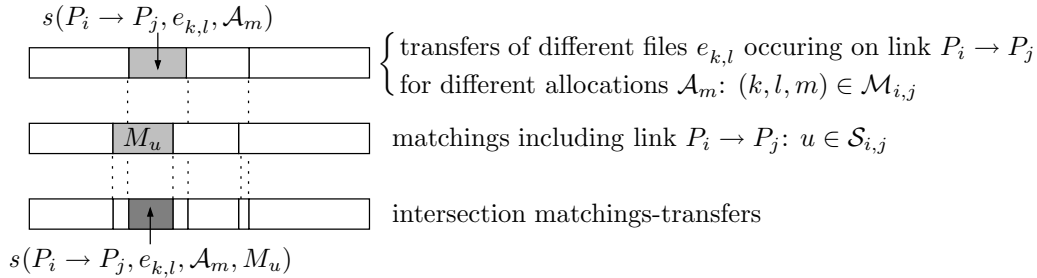 s(P_i → P_j, e_{k,l}, 𝒜_m)
transfers of different files e_{k,l} occuring on link P_i → P_j
for different allocations 𝒜_m: (k, l, m) ∈ ℳ_{i,j}
M_u
matchings including link P_i → P_j: u ∈ 𝒮_{i,j}
intersection matchings-transfers
s(P_i → P_j, e_{k,l}, 𝒜_m, M_u)